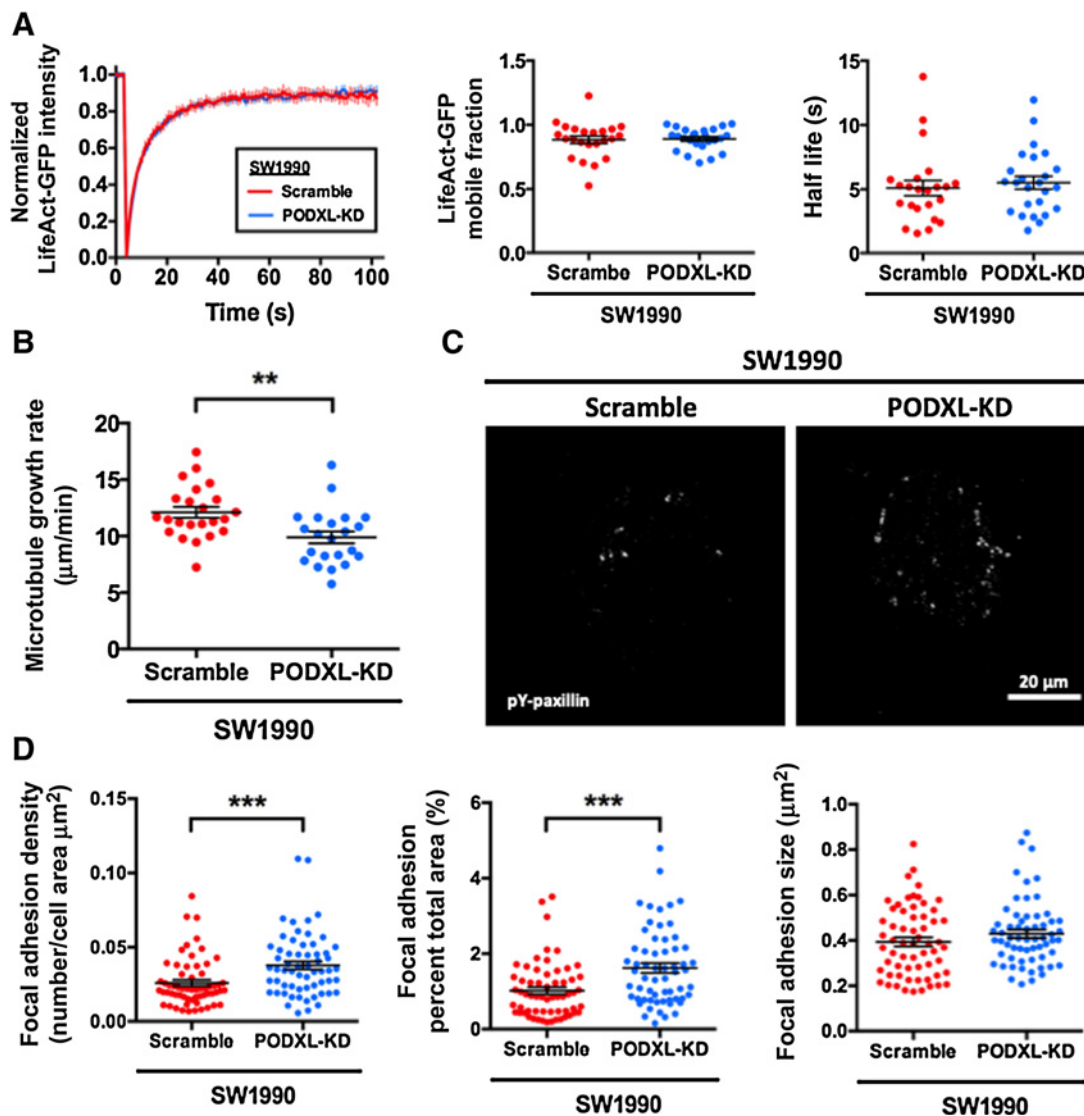 A
Normalized
LifeAct-GFP intensity
1.0
0.8
0.6
0.4
0.2
0.0
0
20
40
60
80
100
Time (s)
SW1990
Scramble
PODXL-KD
LifeAct-GFP
mobile fraction
1.5
1.0
0.5
0.0
Scrambe
PODXL-KD
SW1990
Half life (s)
15
10
5
0
Scramble
PODXL-KD
SW1990
B
Microtubule growth rate
(µm/min)
20
15
10
5
0
**
Scramble
PODXL-KD
SW1990
C
SW1990
Scramble
PODXL-KD
pY-paxillin
20 µm
D
Focal adhesion density
(number/cell area µm²)
0.15
0.10
0.05
0.00
***
Scramble
PODXL-KD
SW1990
Focal adhesion
percent total area (%)
6
4
2
0
***
Scramble
PODXL-KD
SW1990
Focal adhesion size (µm²)
1.0
0.8
0.6
0.4
0.2
0.0
Scramble
PODXL-KD
SW1990